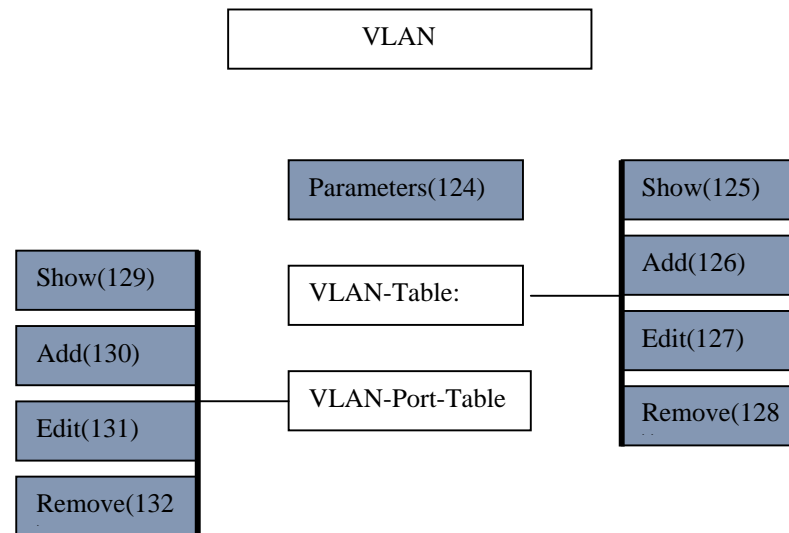 VLAN
Parameters(124)
Show(125)
Add(126)
VLAN-Table:
Edit(127)
Remove(128
Show(129)
Add(130)
VLAN-Port-Table
Edit(131)
Remove(132